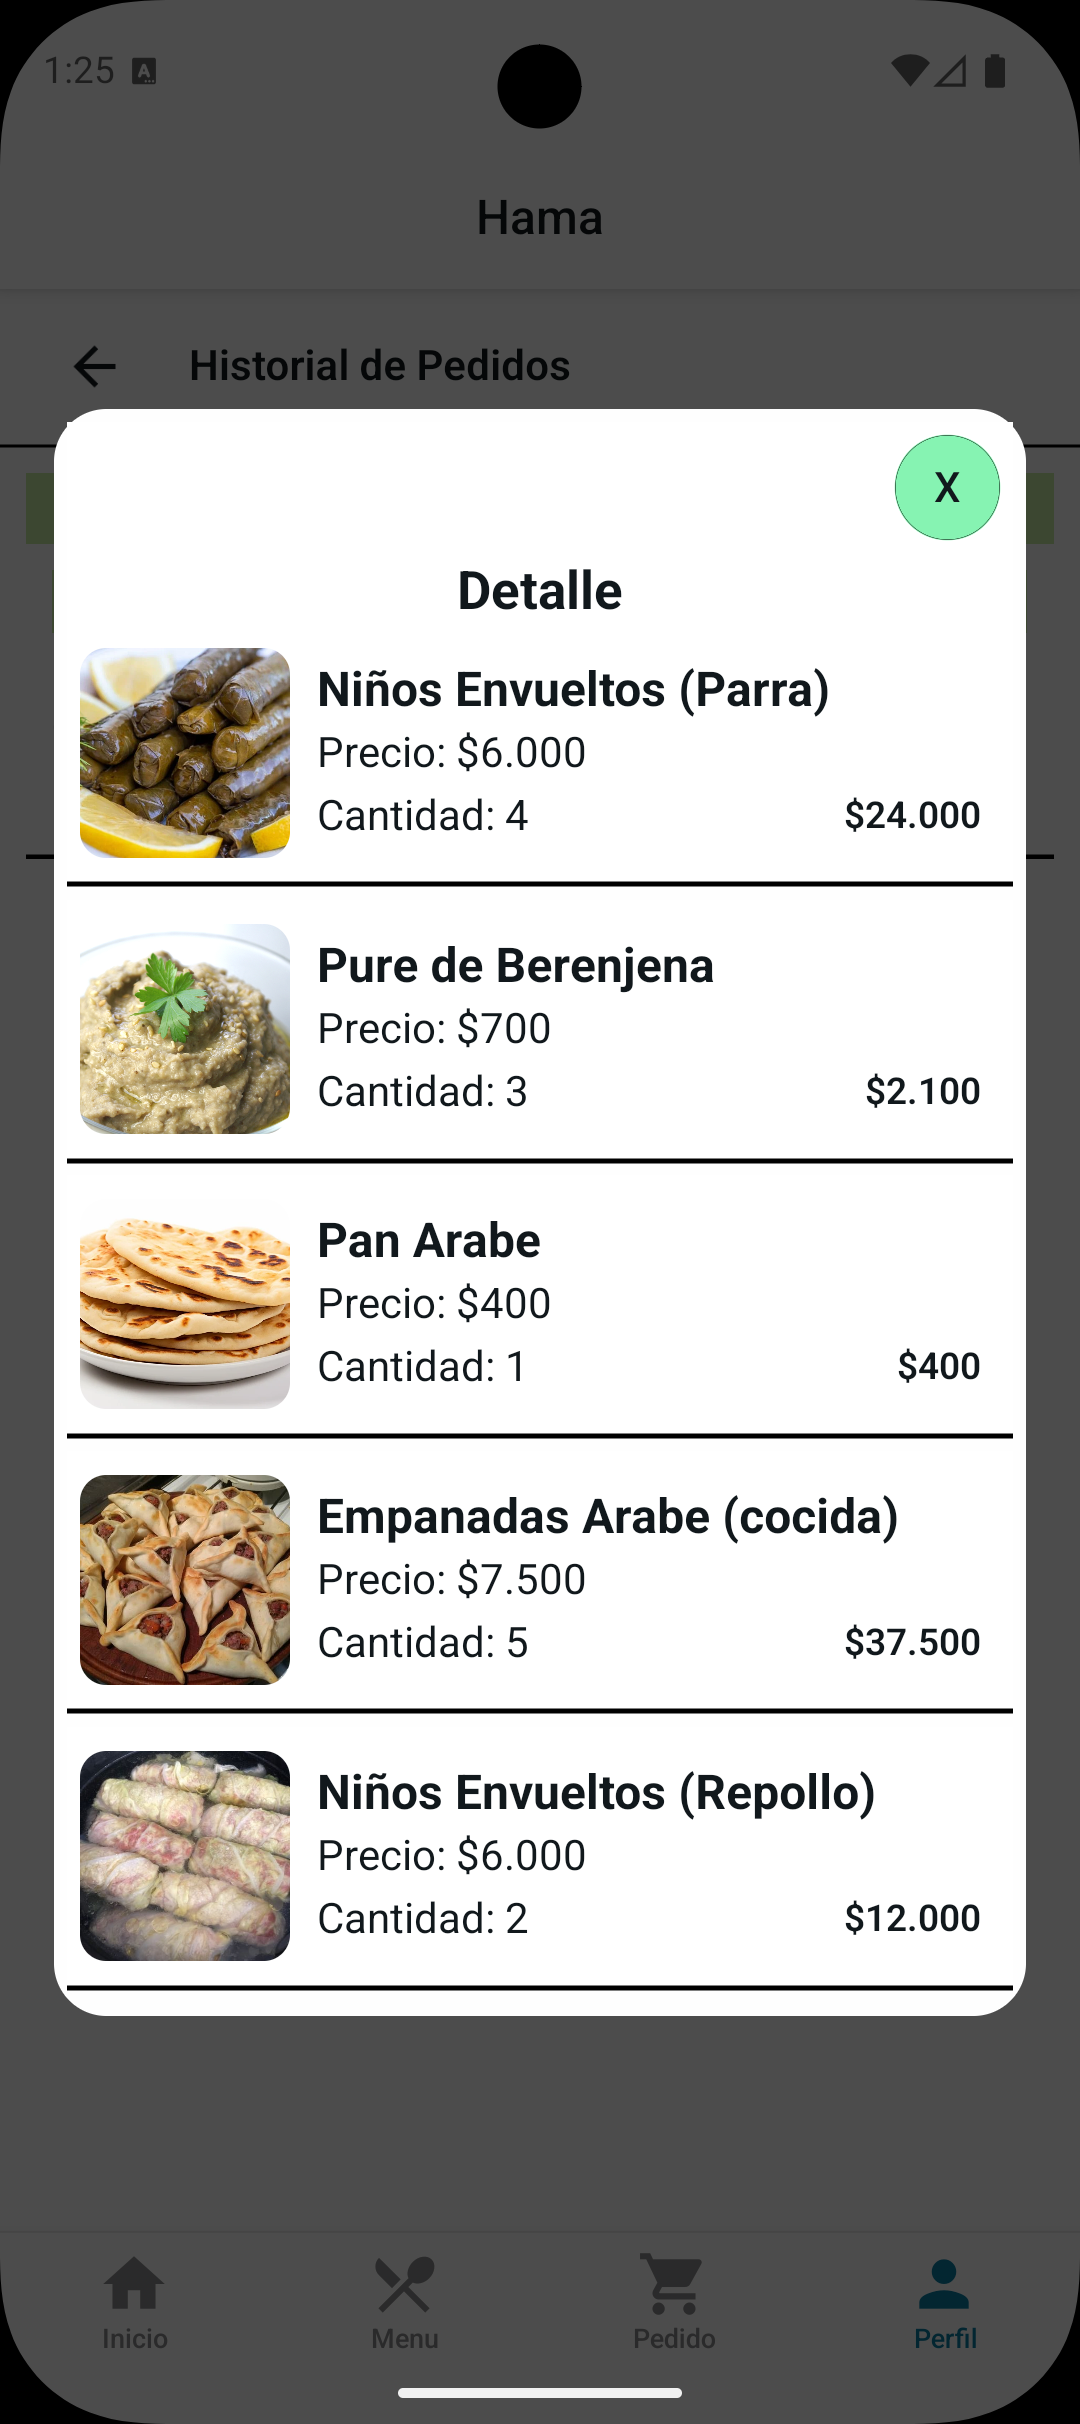 1:25
Hama
Historial de Pedidos
X
Detalle
Niños Envueltos (Parra)
Precio: $6.000
Cantidad: 4 $24.000
Pure de Berenjena
Precio: $700
Cantidad: 3 $2.100
Pan Arabe
Precio: $400
Cantidad: 1 $400
Empanadas Arabe (cocida)
Precio: $7.500
Cantidad: 5 $37.500
Niños Envueltos (Repollo)
Precio: $6.000
Cantidad: 2 $12.000
Inicio Menu Pedido Perfil